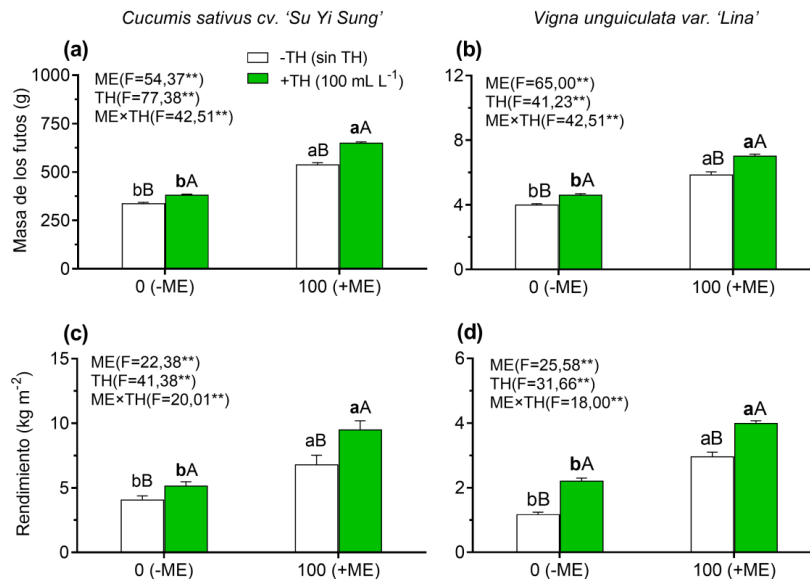 Cucumis sativus cv. ‘Su Yi Sung’
Vigna unguiculata var. ‘Lina’
(a)
-TH (sin TH)
+TH (100 mL L-1)
ME(F=54,37**)
TH(F=77,38**)
ME×TH(F=42,51**)
Masa de los futos (g)
1000
750
500
250
0
bB
bA
aB
aA
0 (-ME)
100 (+ME)
(b)
ME(F=65,00**)
TH(F=41,23**)
ME×TH(F=42,51**)
12
8
4
0
bB
bA
aB
aA
0 (-ME)
100 (+ME)
(c)
ME(F=22,38**)
TH(F=41,38**)
ME×TH(F=20,01**)
Rendimiento (kg m-2)
15
10
5
0
bB
bA
aB
aA
0 (-ME)
100 (+ME)
(d)
ME(F=25,58**)
TH(F=31,66**)
ME×TH(F=18,00**)
6
4
2
0
bB
bA
aB
aA
0 (-ME)
100 (+ME)